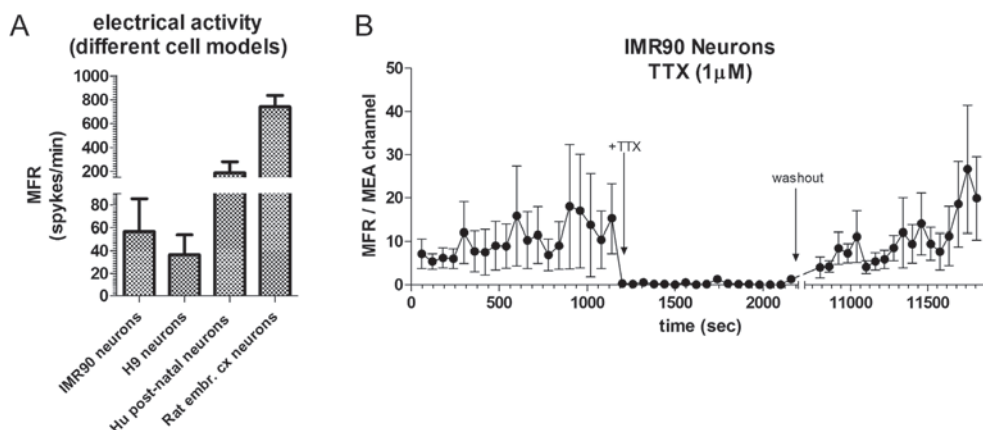 A
electrical activity
(different cell models)
MFR
(spykes/min)
1000
800
600
400
200
80
60
40
20
0
IMR90 neurons
H9 neurons
Hu post-natal neurons
Rat embr. cx neurons
B
IMR90 Neurons
TTX (1μM)
MFR / MEA channel
50
40
30
20
10
0
+TTX
washout
0
500
1000
1500
2000
11000
11500
time (sec)